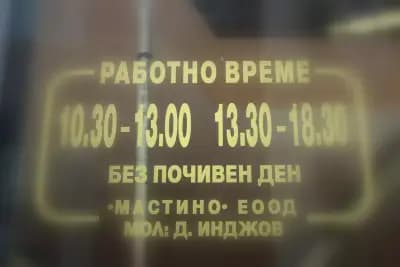 РАБОТНО ВРЕМЕ
10.30-13.00 13.30-18.30
БЕЗ ПОЧИВЕН ДЕН
·МАСТИНО· ЕООД
МОЛ: Д. ИНДЖОВ